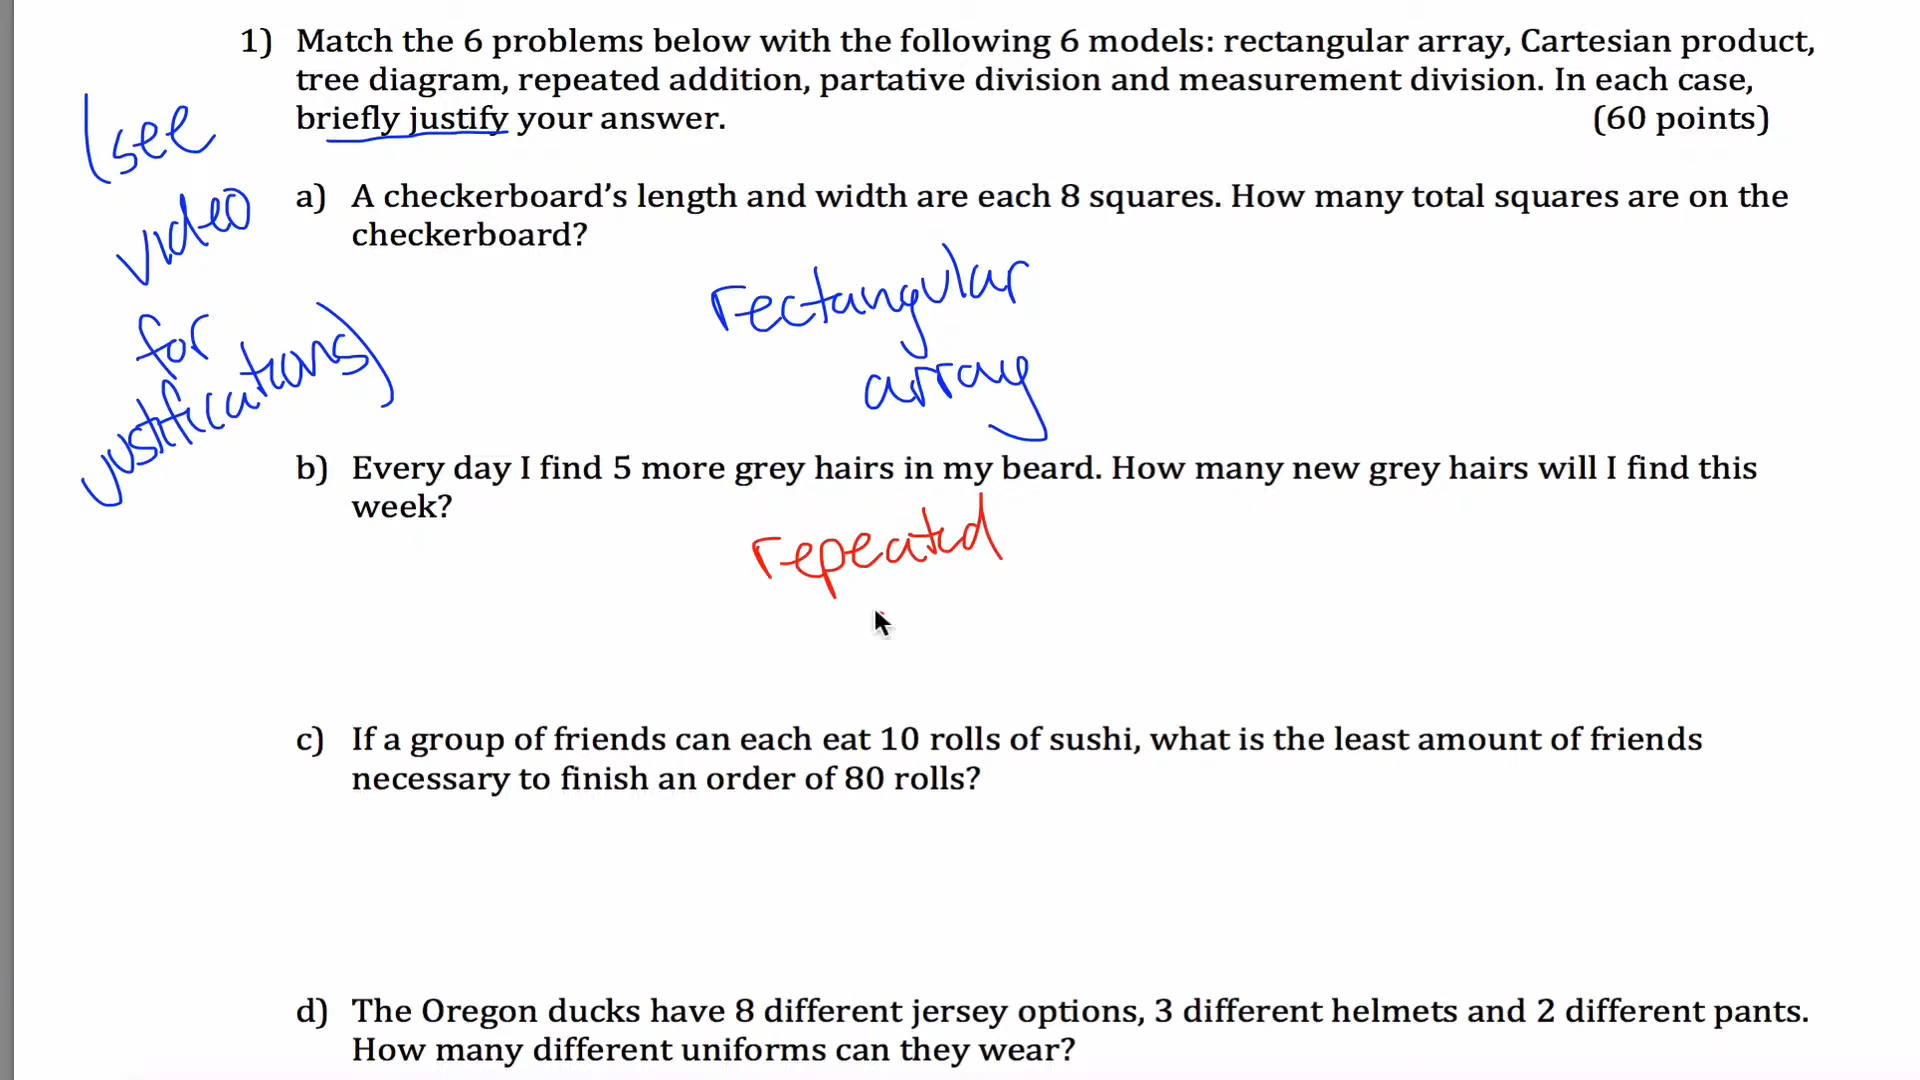 1) Match the 6 problems below with the following 6 models: rectangular array, Cartesian product,
tree diagram, repeated addition, partative division and measurement division. In each case,
briefly justify your answer. (60 points)
(see
video
for
justifications)
a) A checkerboard's length and width are each 8 squares. How many total squares are on the
checkerboard?
rectangular
array
b) Every day I find 5 more grey hairs in my beard. How many new grey hairs will I find this
week?
repeated
c) If a group of friends can each eat 10 rolls of sushi, what is the least amount of friends
necessary to finish an order of 80 rolls?
d) The Oregon ducks have 8 different jersey options, 3 different helmets and 2 different pants.
How many different uniforms can they wear?